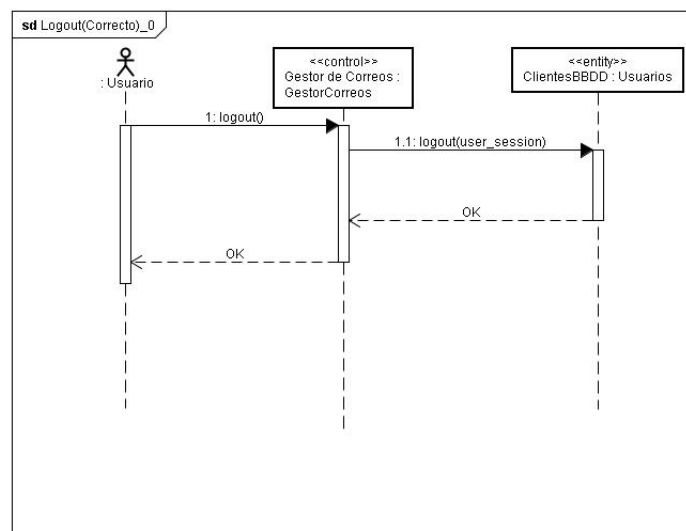 sd Logout(Correcto)_0
: Usuario
<<control>>
Gestor de Correos :
GestorCorreos
<<entity>>
ClientesBBDD : Usuarios
1: logout()
1.1: logout(user_session)
OK
OK